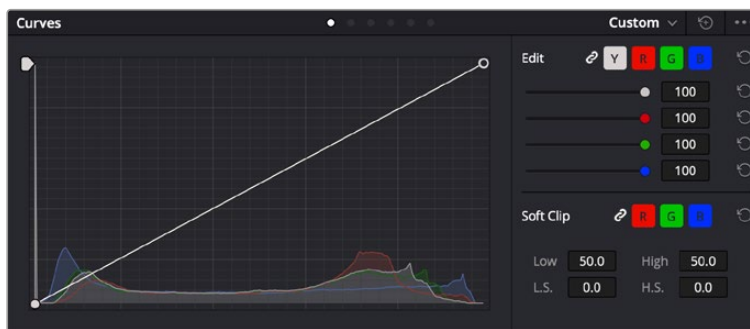 Curves
Custom
Edit
Y R G B
100
100
100
100
Soft Clip
R G B
Low 50.0 High 50.0
L.S. 0.0 H.S. 0.0